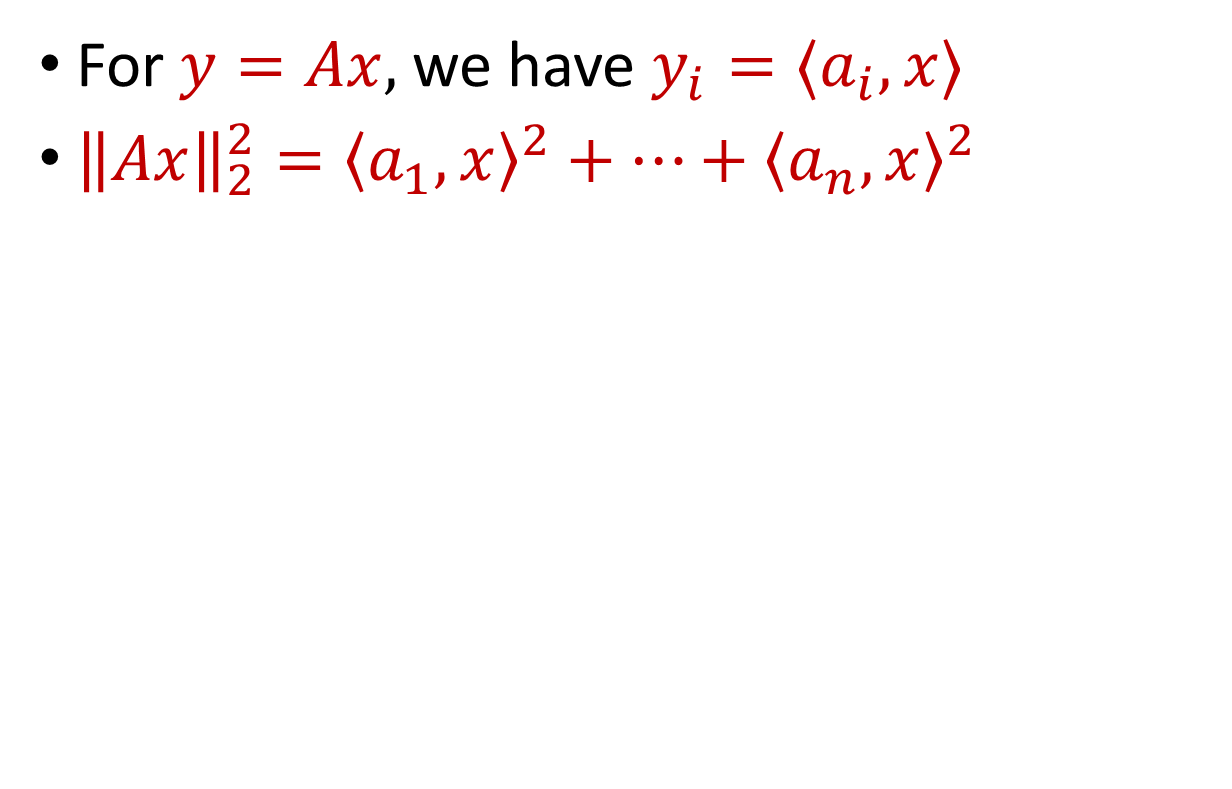 • For y = Ax, we have yᵢ = ⟨aᵢ, x⟩
• ‖Ax‖₂² = ⟨a₁, x⟩² + ⋯ + ⟨aₙ, x⟩²